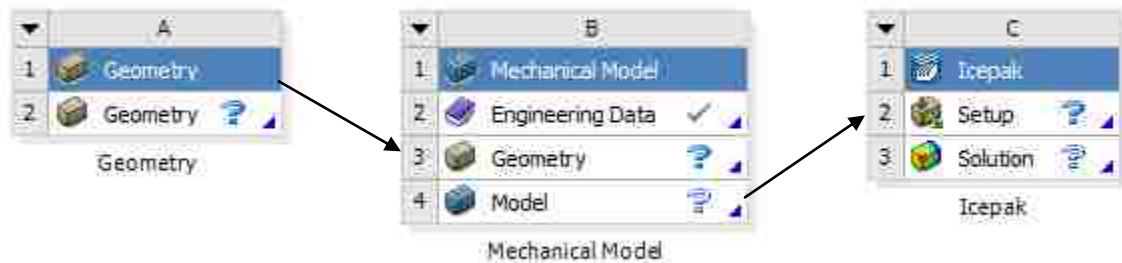 A
1 Geometry
2 Geometry ?
Geometry
B
1 Mechanical Model
2 Engineering Data ✓
3 Geometry ?
4 Model ?
Mechanical Model
C
1 Icepak
2 Setup ?
3 Solution ?
Icepak